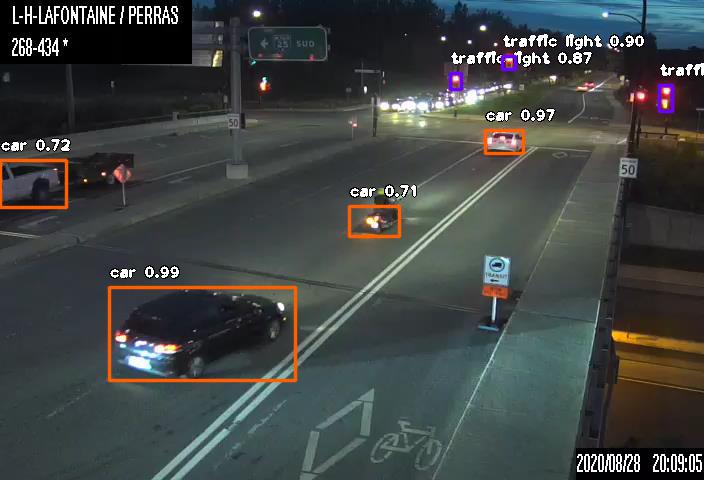 L-H-LAFONTAINE / PERRAS
268-434 *
25 SUD
traffic light 0.90
traffic light 0.87
traffi
car 0.97
50
car 0.72
50
car 0.71
TRANSIT
car 0.99
2020/08/28 20:09:05